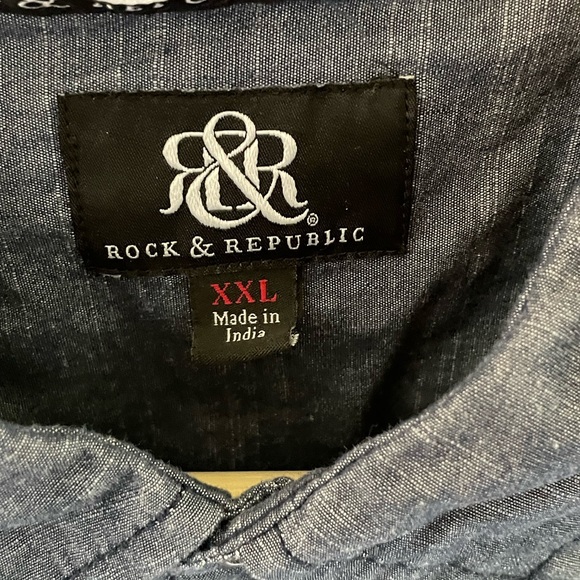 R&R®
ROCK & REPUBLIC
XXL
Made in
India